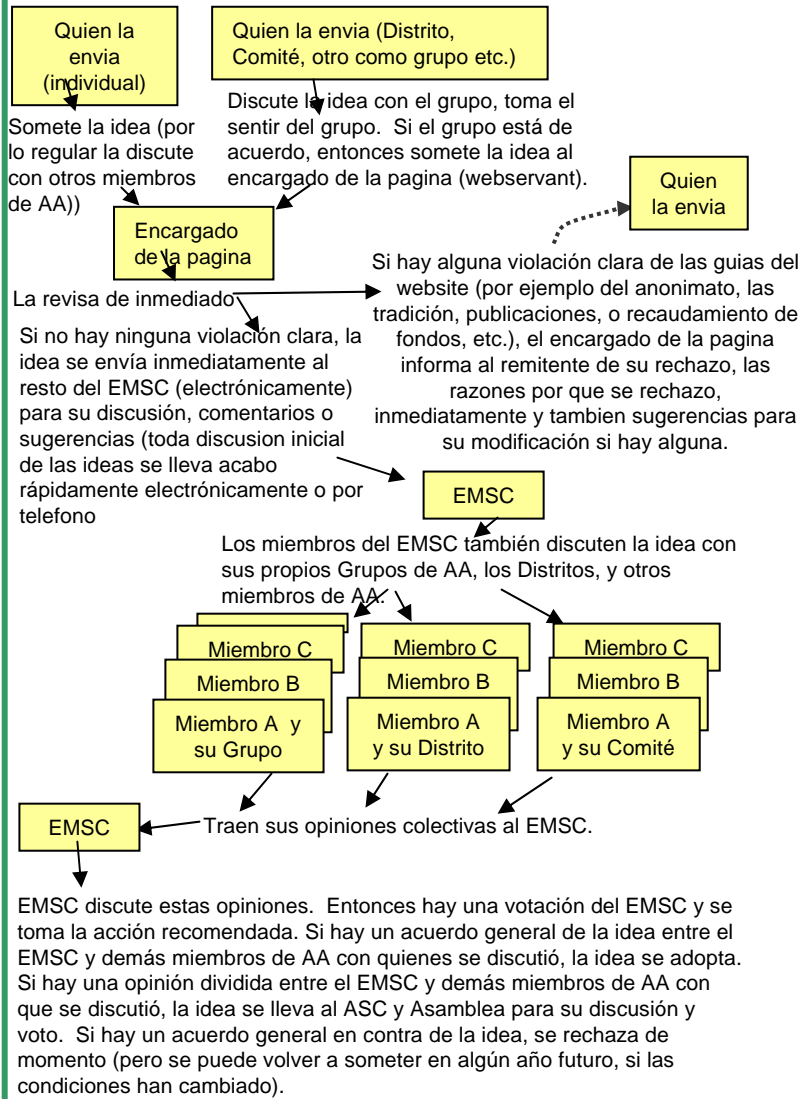 Quien la
envia
(individual)
Quien la envia (Distrito,
Comité, otro como grupo etc.)
Somete la idea (por
lo regular la discute
con otros miembros
de AA))
Discute la idea con el grupo, toma el
sentir del grupo.  Si el grupo está de
acuerdo, entonces somete la idea al
encargado de la pagina (webservant).
Quien
la envia
Encargado
de la pagina
La revisa de inmediado
Si hay alguna violación clara de las guias del
website (por ejemplo del anonimato, las
tradición, publicaciones, o recaudamiento de
fondos, etc.), el encargado de la pagina
informa al remitente de su rechazo, las
razones por que se rechazo,
inmediatamente y tambien sugerencias para
su modificación si hay alguna.
Si no hay ninguna violación clara, la
idea se envía inmediatamente al
resto del EMSC (electrónicamente)
para su discusión, comentarios o
sugerencias (toda discusion inicial
de las ideas se lleva acabo
rápidamente electrónicamente o por
telefono
EMSC
Los miembros del EMSC también discuten la idea con
sus propios Grupos de AA, los Distritos, y otros
miembros de AA.
Miembro C
Miembro B
Miembro A  y
su Grupo
Miembro C
Miembro B
Miembro A
y su Distrito
Miembro C
Miembro B
Miembro A
y su Comité
EMSC
Traen sus opiniones colectivas al EMSC.
EMSC discute estas opiniones.  Entonces hay una votación del EMSC y se
toma la acción recomendada. Si hay un acuerdo general de la idea entre el
EMSC y demás miembros de AA con quienes se discutió, la idea se adopta.
Si hay una opinión dividida entre el EMSC y demás miembros de AA con
que se discutió, la idea se lleva al ASC y Asamblea para su discusión y
voto.  Si hay un acuerdo general en contra de la idea, se rechaza de
momento (pero se puede volver a someter en algún año futuro, si las
condiciones han cambiado).